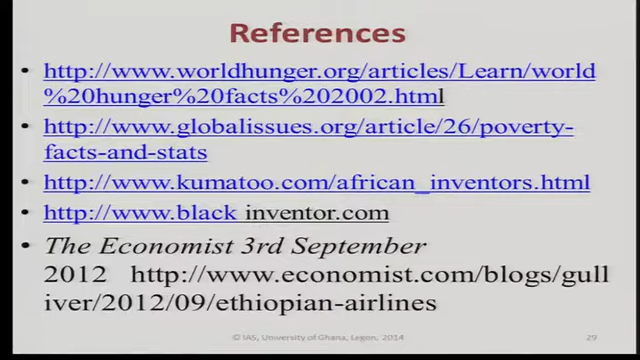 References
• http://www.worldhunger.org/articles/Learn/world
%20hunger%20facts%202002.html
• http://www.globalissues.org/article/26/poverty-
facts-and-stats
• http://www.kumatoo.com/african_inventors.html
• http://www.black inventor.com
• The Economist 3rd September
2012 http://www.economist.com/blogs/gull
iver/2012/09/ethiopian-airlines
© IAS, University of Ghana, Legon, 2014
29